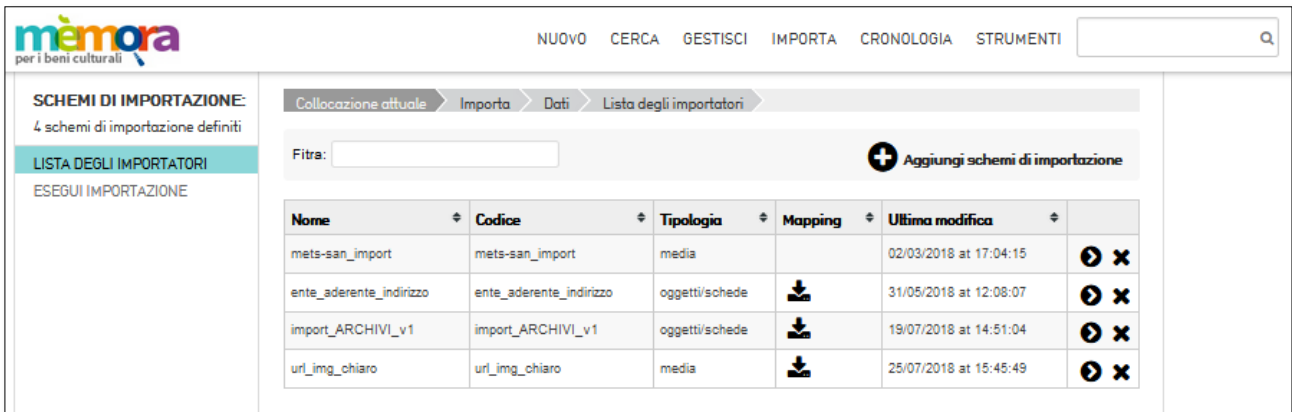 mèmora
per i beni culturali
NUOVO CERCA GESTISCI IMPORTA CRONOLOGIA STRUMENTI
SCHEMI DI IMPORTAZIONE:
4 schemi di importazione definiti
LISTA DEGLI IMPORTATORI
ESEGUI IMPORTAZIONE
Collocazione attuale Importa Dati Lista degli importatori
Fitra: Aggiungi schemi di importazione
Nome Codice Tipologia Mapping Ultima modifica
mets-san_import mets-san_import media 02/03/2018 at 17:04:15
ente_aderente_indirizzo ente_aderente_indirizzo oggetti/schede 31/05/2018 at 12:08:07
import_ARCHIVI_v1 import_ARCHIVI_v1 oggetti/schede 19/07/2018 at 14:51:04
url_img_chiaro url_img_chiaro media 25/07/2018 at 15:45:49